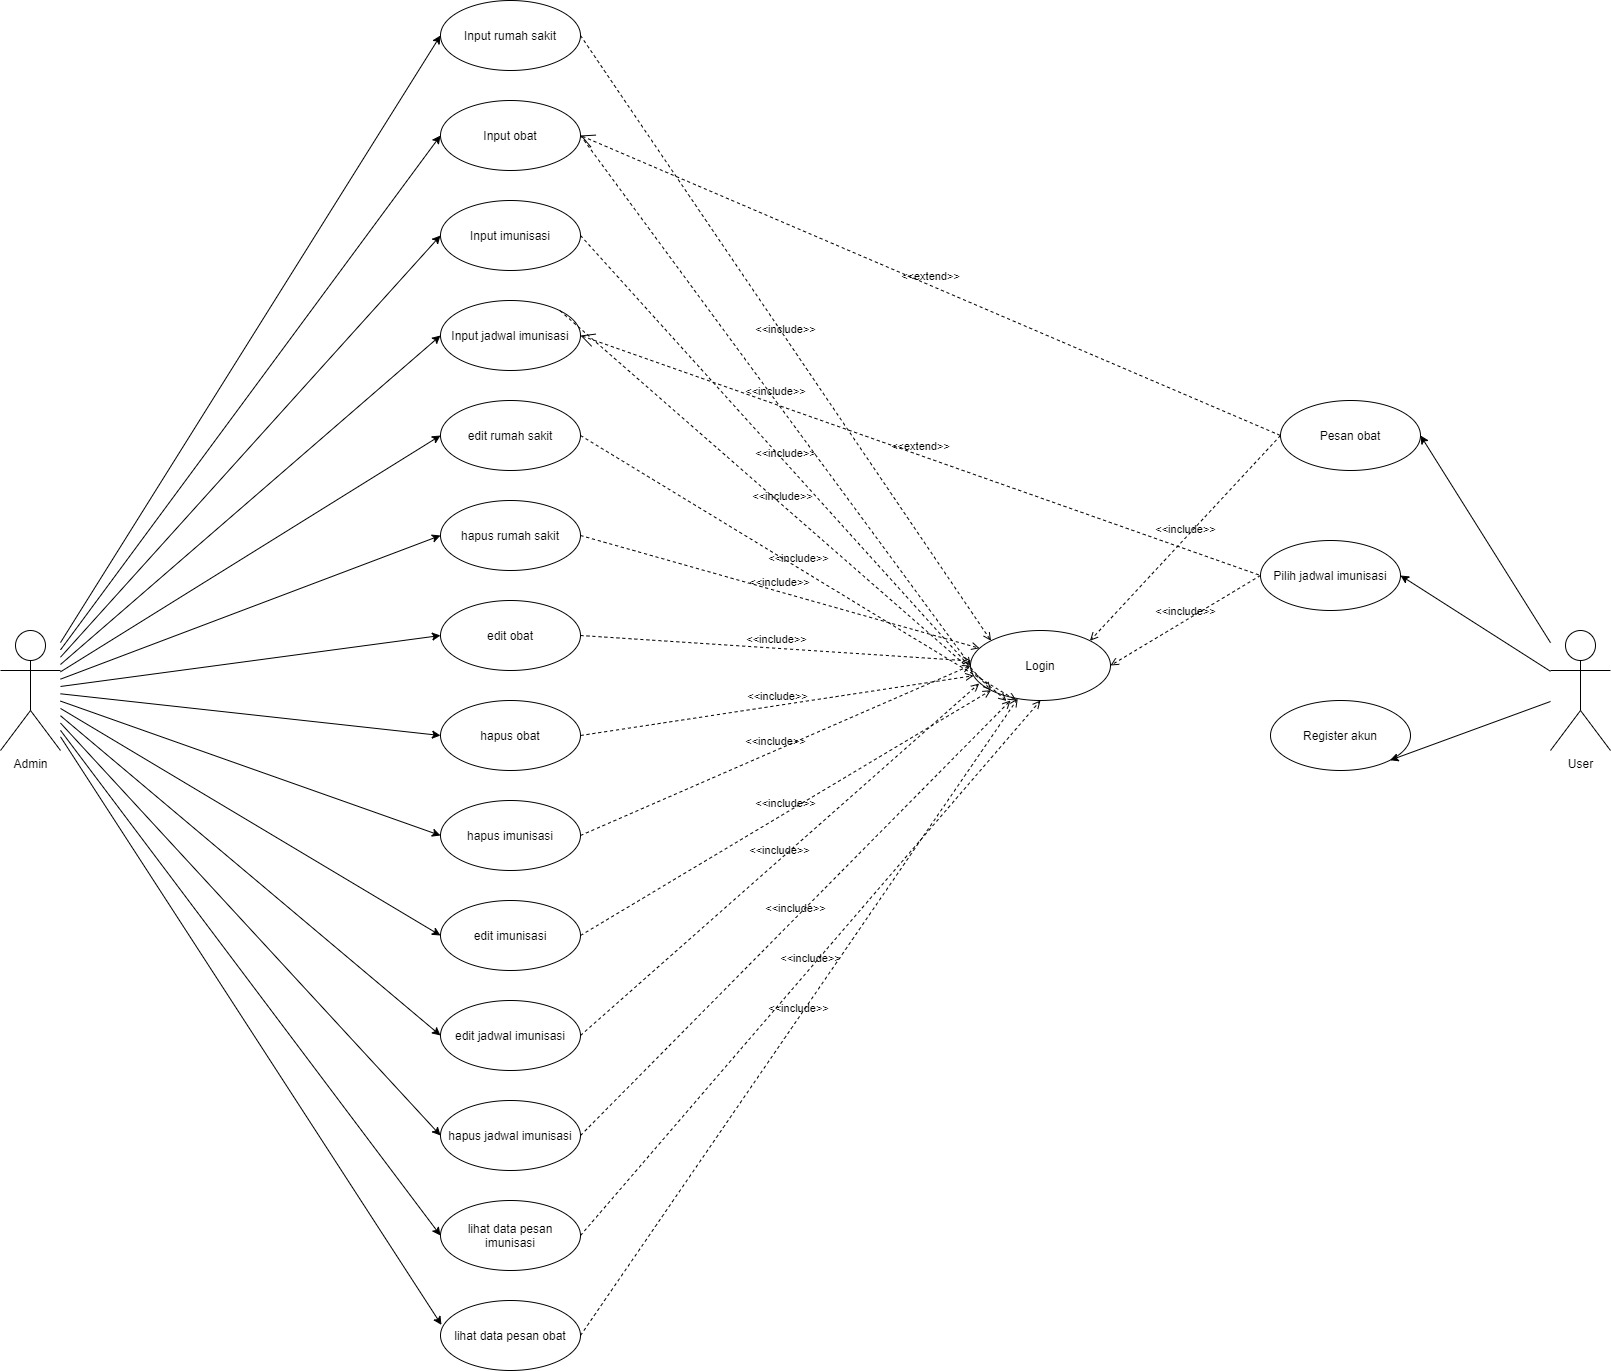 Input rumah sakit
Input obat
Input imunisasi
<<extend>>
<<include>>
Input jadwal imunisasi
<<include>>
edit rumah sakit
<<extend>>
Pesan obat
<<include>>
<<include>>
hapus rumah sakit
<<include>>
<<include>>
<<include>>
Pilih jadwal imunisasi
edit obat
<<include>>
<<include>>
Login
<<include>>
hapus obat
<<include>>
Register akun
Admin
User
hapus imunisasi
<<include>>
<<include>>
edit imunisasi
<<include>>
<<include>>
edit jadwal imunisasi
<<include>>
hapus jadwal imunisasi
lihat data pesan
imunisasi
lihat data pesan obat